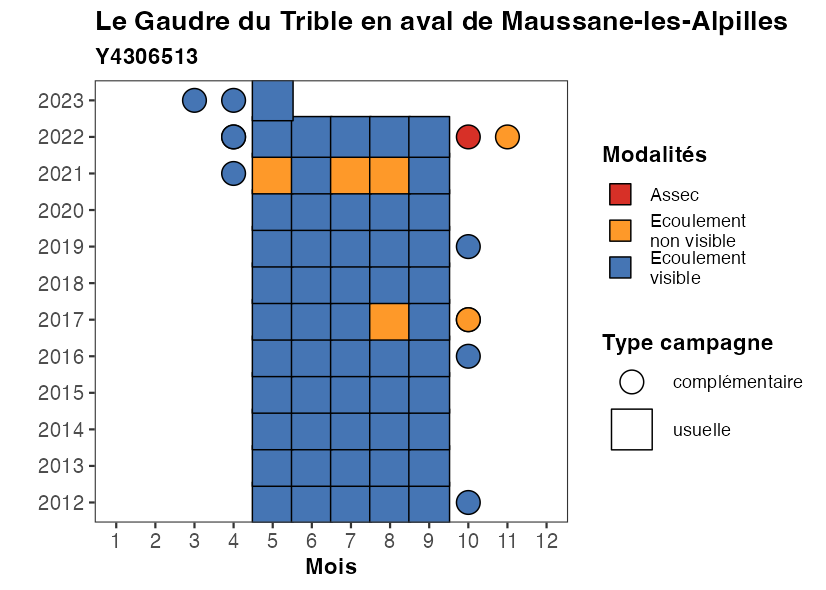 Le Gaudre du Trible en aval de Maussane-les-Alpilles
Y4306513
2023
2022
2021
2020
2019
2018
2017
2016
2015
2014
2013
2012
1 2 3 4 5 6 7 8 9 10 11 12
Mois
Modalités
Assec
Ecoulement
non visible
Ecoulement
visible
Type campagne
complémentaire
usuelle